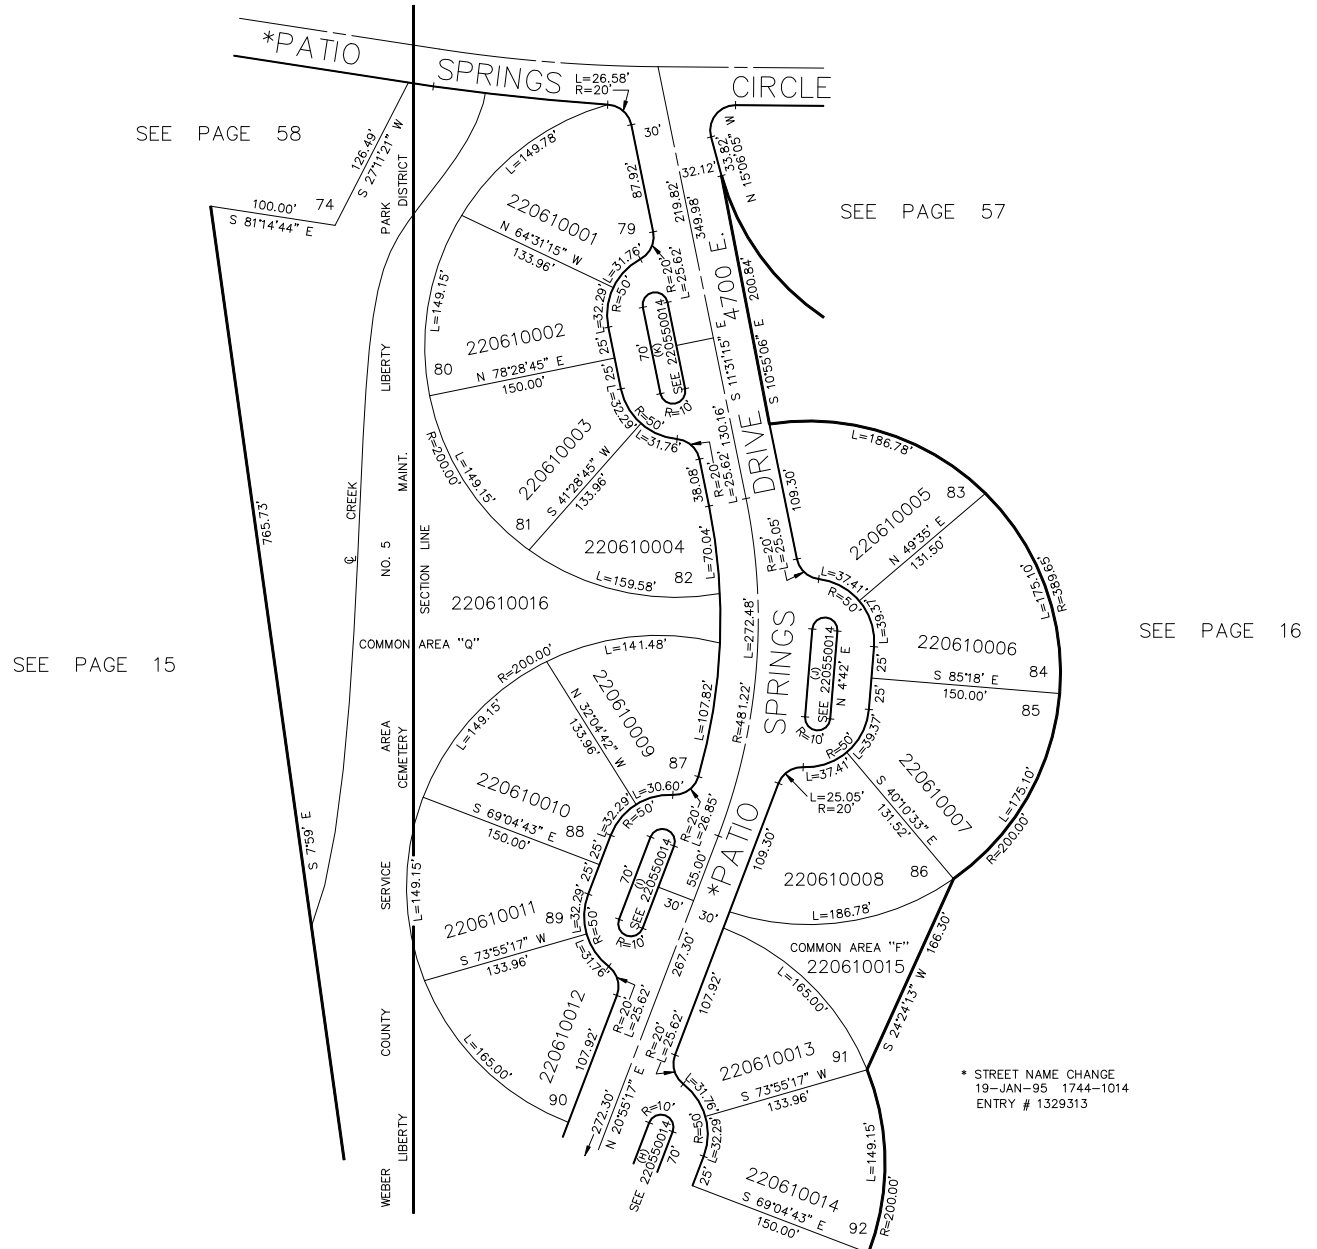 *PATIO SPRINGS CIRCLE
L=26.58'
R=20'
SEE PAGE 58
126.49'
S 27°11'21" W
100.00'
S 81°14'44" E
74
PARK DISTRICT
L=149.78'
30'
87.92'
220610001
N 64°31'15" W
133.96'
79
L=31.76'
R=20'
L=25.62'
219.82'
349.98'
32.12'
33.82'
N 15°06'05" W
SEE PAGE 57
L=149.15'
L=32.29'
R=50'
220610002
25'
70'
(K)
SEE 220550014
R=10'
S 11°31'15" E
4700 E.
S 10°55'06" E 200.84'
80
N 78°28'45" E
150.00'
25'
L=32.29'
R=50'
L=31.76'
LIBERTY
R=200.00'
L=149.15'
220610003
S 41°28'45" W
133.96'
81
38.08'
R=20'
L=25.62'
130.16'
DRIVE
L=186.78'
MAINT.
765.73'
CREEK
NO. 5
SECTION LINE
220610004
L=70.04'
82
L=159.58'
109.30'
R=20'
L=25.05'
220610005
83
N 49°35' E
131.50'
L=37.41'
R=50'
L=39.37'
L=175.10'
R=389.65'
220610016
COMMON AREA "Q"
SEE PAGE 15
L=272.48'
R=481.22'
SPRINGS
(J)
SEE 220550014
N 4°42' E
R=10'
25'
220610006
84
S 85°18' E
150.00'
25'
85
SEE PAGE 16
R=200.00'
L=141.48'
L=149.15'
N 32°04'42" W
133.96'
220610009
L=107.82'
87
AREA
CEMETERY
L=30.60'
R=50'
L=32.29'
R=20'
L=26.85'
L=39.37'
R=50'
L=37.41'
L=25.05'
R=20'
S 40°10'33" E
131.52'
220610007
L=175.10'
R=200.00'
220610010
S 69°04'43" E
88
150.00'
25'
25'
70'
(I)
SEE 220550014
R=10'
55.00'
30'
30'
*PATIO
109.30'
220610008
86
L=186.78'
S 7°59' E
SERVICE
L=149.15'
220610011
89
S 73°55'17" W
133.96'
L=32.29'
R=50'
L=31.76'
R=20'
L=25.62'
267.30'
COMMON AREA "F"
220610015
L=165.00'
166.30'
S 24°24'13" W
107.92'
COUNTY
L=165.00'
220610012
107.92'
90
R=20'
L=25.62'
220610013
91
S 73°55'17" W
133.96'
L=31.76'
R=50'
L=32.29'
25'
* STREET NAME CHANGE
19-JAN-95 1744-1014
ENTRY # 1329313
272.30'
N 20°55'17" E
R=10'
(H)
SEE 220550014
70'
LIBERTY
WEBER
L=149.15'
R=200.00'
220610014
S 69°04'43" E
150.00'
92